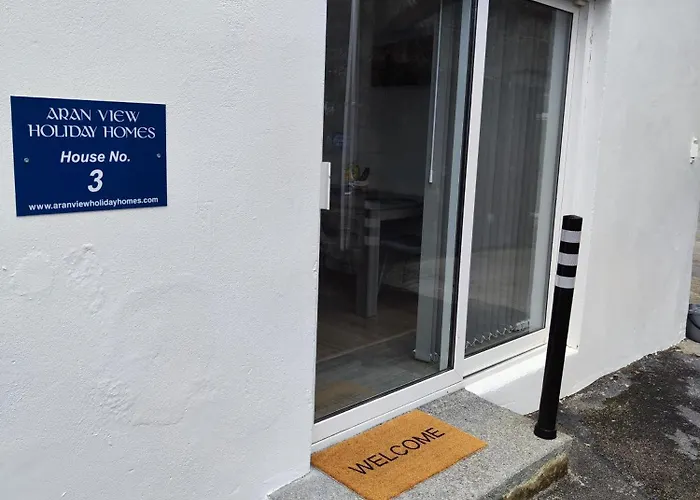 ARAN VIEW
HOLIDAY HOMES
House No.
3
www.aranviewholidayhomes.com
WELCOME